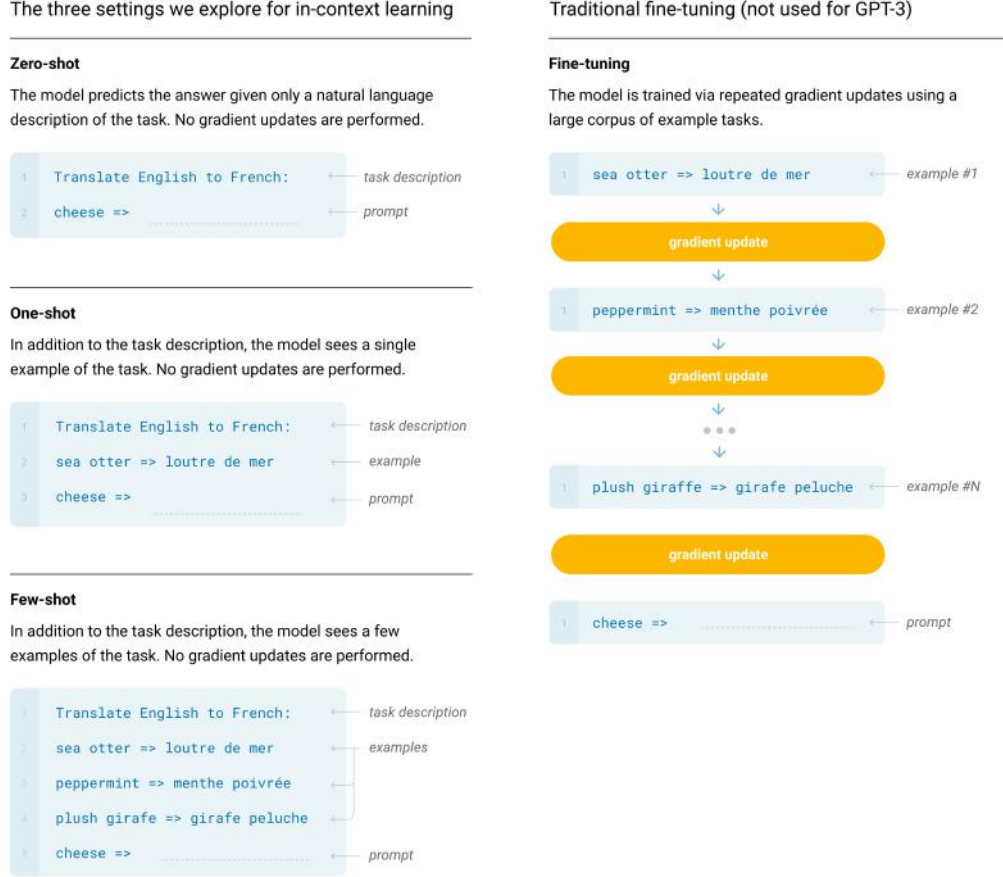 The three settings we explore for in-context learning
Zero-shot
The model predicts the answer given only a natural language
description of the task. No gradient updates are performed.
1 Translate English to French: task description
2 cheese => prompt
One-shot
In addition to the task description, the model sees a single
example of the task. No gradient updates are performed.
1 Translate English to French: task description
2 sea otter => loutre de mer example
3 cheese => prompt
Few-shot
In addition to the task description, the model sees a few
examples of the task. No gradient updates are performed.
1 Translate English to French: task description
2 sea otter => loutre de mer examples
3 peppermint => menthe poivrée
4 plush girafe => girafe peluche
5 cheese => prompt
Traditional fine-tuning (not used for GPT-3)
Fine-tuning
The model is trained via repeated gradient updates using a
large corpus of example tasks.
1 sea otter => loutre de mer example #1
gradient update
1 peppermint => menthe poivrée example #2
gradient update
1 plush giraffe => girafe peluche example #N
gradient update
1 cheese => prompt